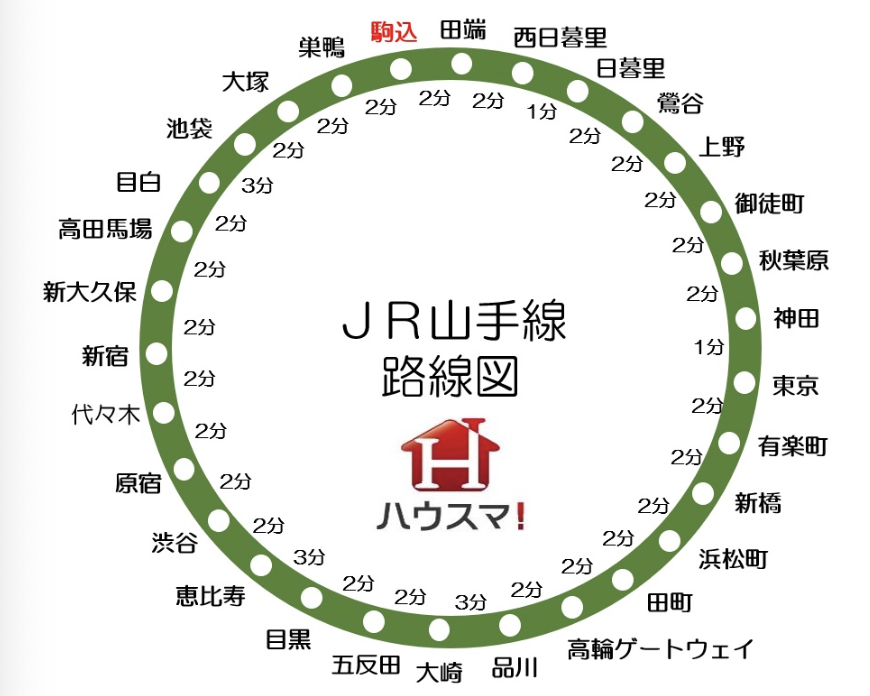 駒込
田端
西日暮里
日暮里
鶯谷
上野
御徒町
秋葉原
神田
東京
有楽町
新橋
浜松町
田町
高輪ゲートウェイ
品川
大崎
五反田
目黒
恵比寿
渋谷
原宿
代々木
新宿
新大久保
高田馬場
目白
池袋
大塚
巣鴨
2分
2分
1分
2分
2分
2分
2分
2分
1分
2分
2分
2分
2分
2分
2分
3分
2分
2分
3分
2分
2分
2分
2分
2分
2分
2分
3分
2分
2分
2分
JR山手線
路線図
H
ハウスマ!